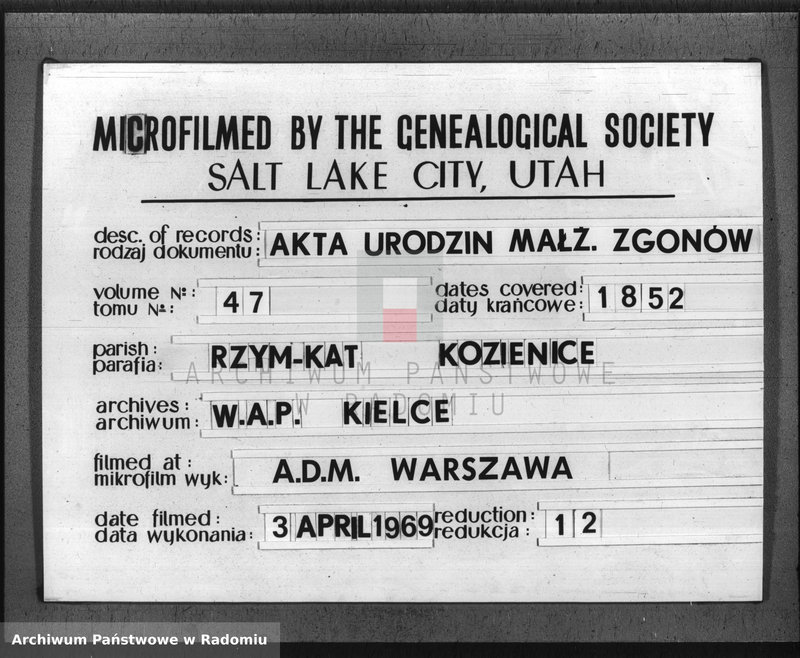 MICROFILMED BY THE GENEALOGICAL SOCIETY
SALT LAKE CITY, UTAH
desc. of records: AKTA URODZIN MAŁŻ. ZGONÓW
rodzaj dokumentu:
volume №: 47 dates covered: 1852
tomu №: daty krańcowe:
parish: RZYM-KAT KOZIENICE
parafia:
ARCHIWUM PAŃSTWOWE
W RADOMIU
archives: W.A.P. KIELCE
archiwum:
filmed at: A.D.M. WARSZAWA
mikrofilm wyk:
date filmed: 3 APRIL 1969 reduction: 12
data wykonania: redukcja:
Archiwum Państwowe w Radomiu